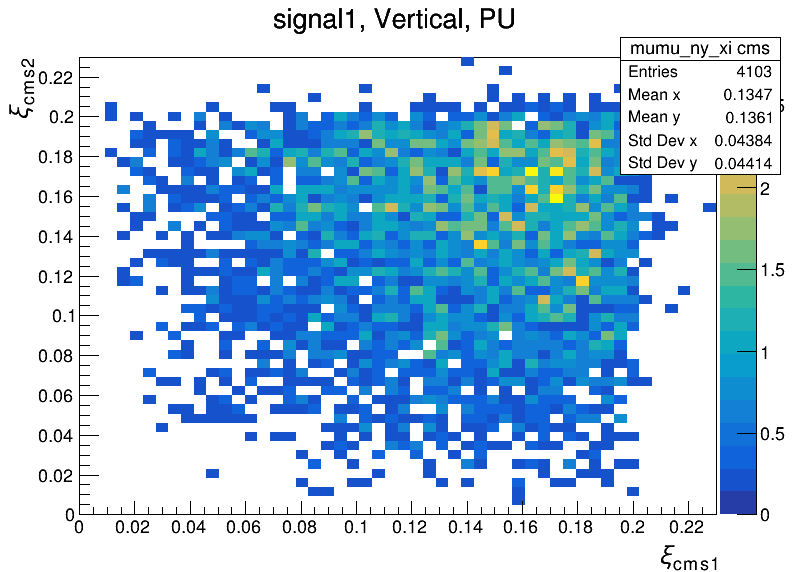 signal1, Vertical, PU
ξcms2
mumu_ny_xi cms
Entries 4103
Mean x 0.1347
Mean y 0.1361
Std Dev x 0.04384
Std Dev y 0.04414
0.22
0.2
0.18
0.16
0.14
0.12
0.1
0.08
0.06
0.04
0.02
0
5
2
1.5
1
0.5
0
0 0.02 0.04 0.06 0.08 0.1 0.12 0.14 0.16 0.18 0.2 0.22
ξcms1